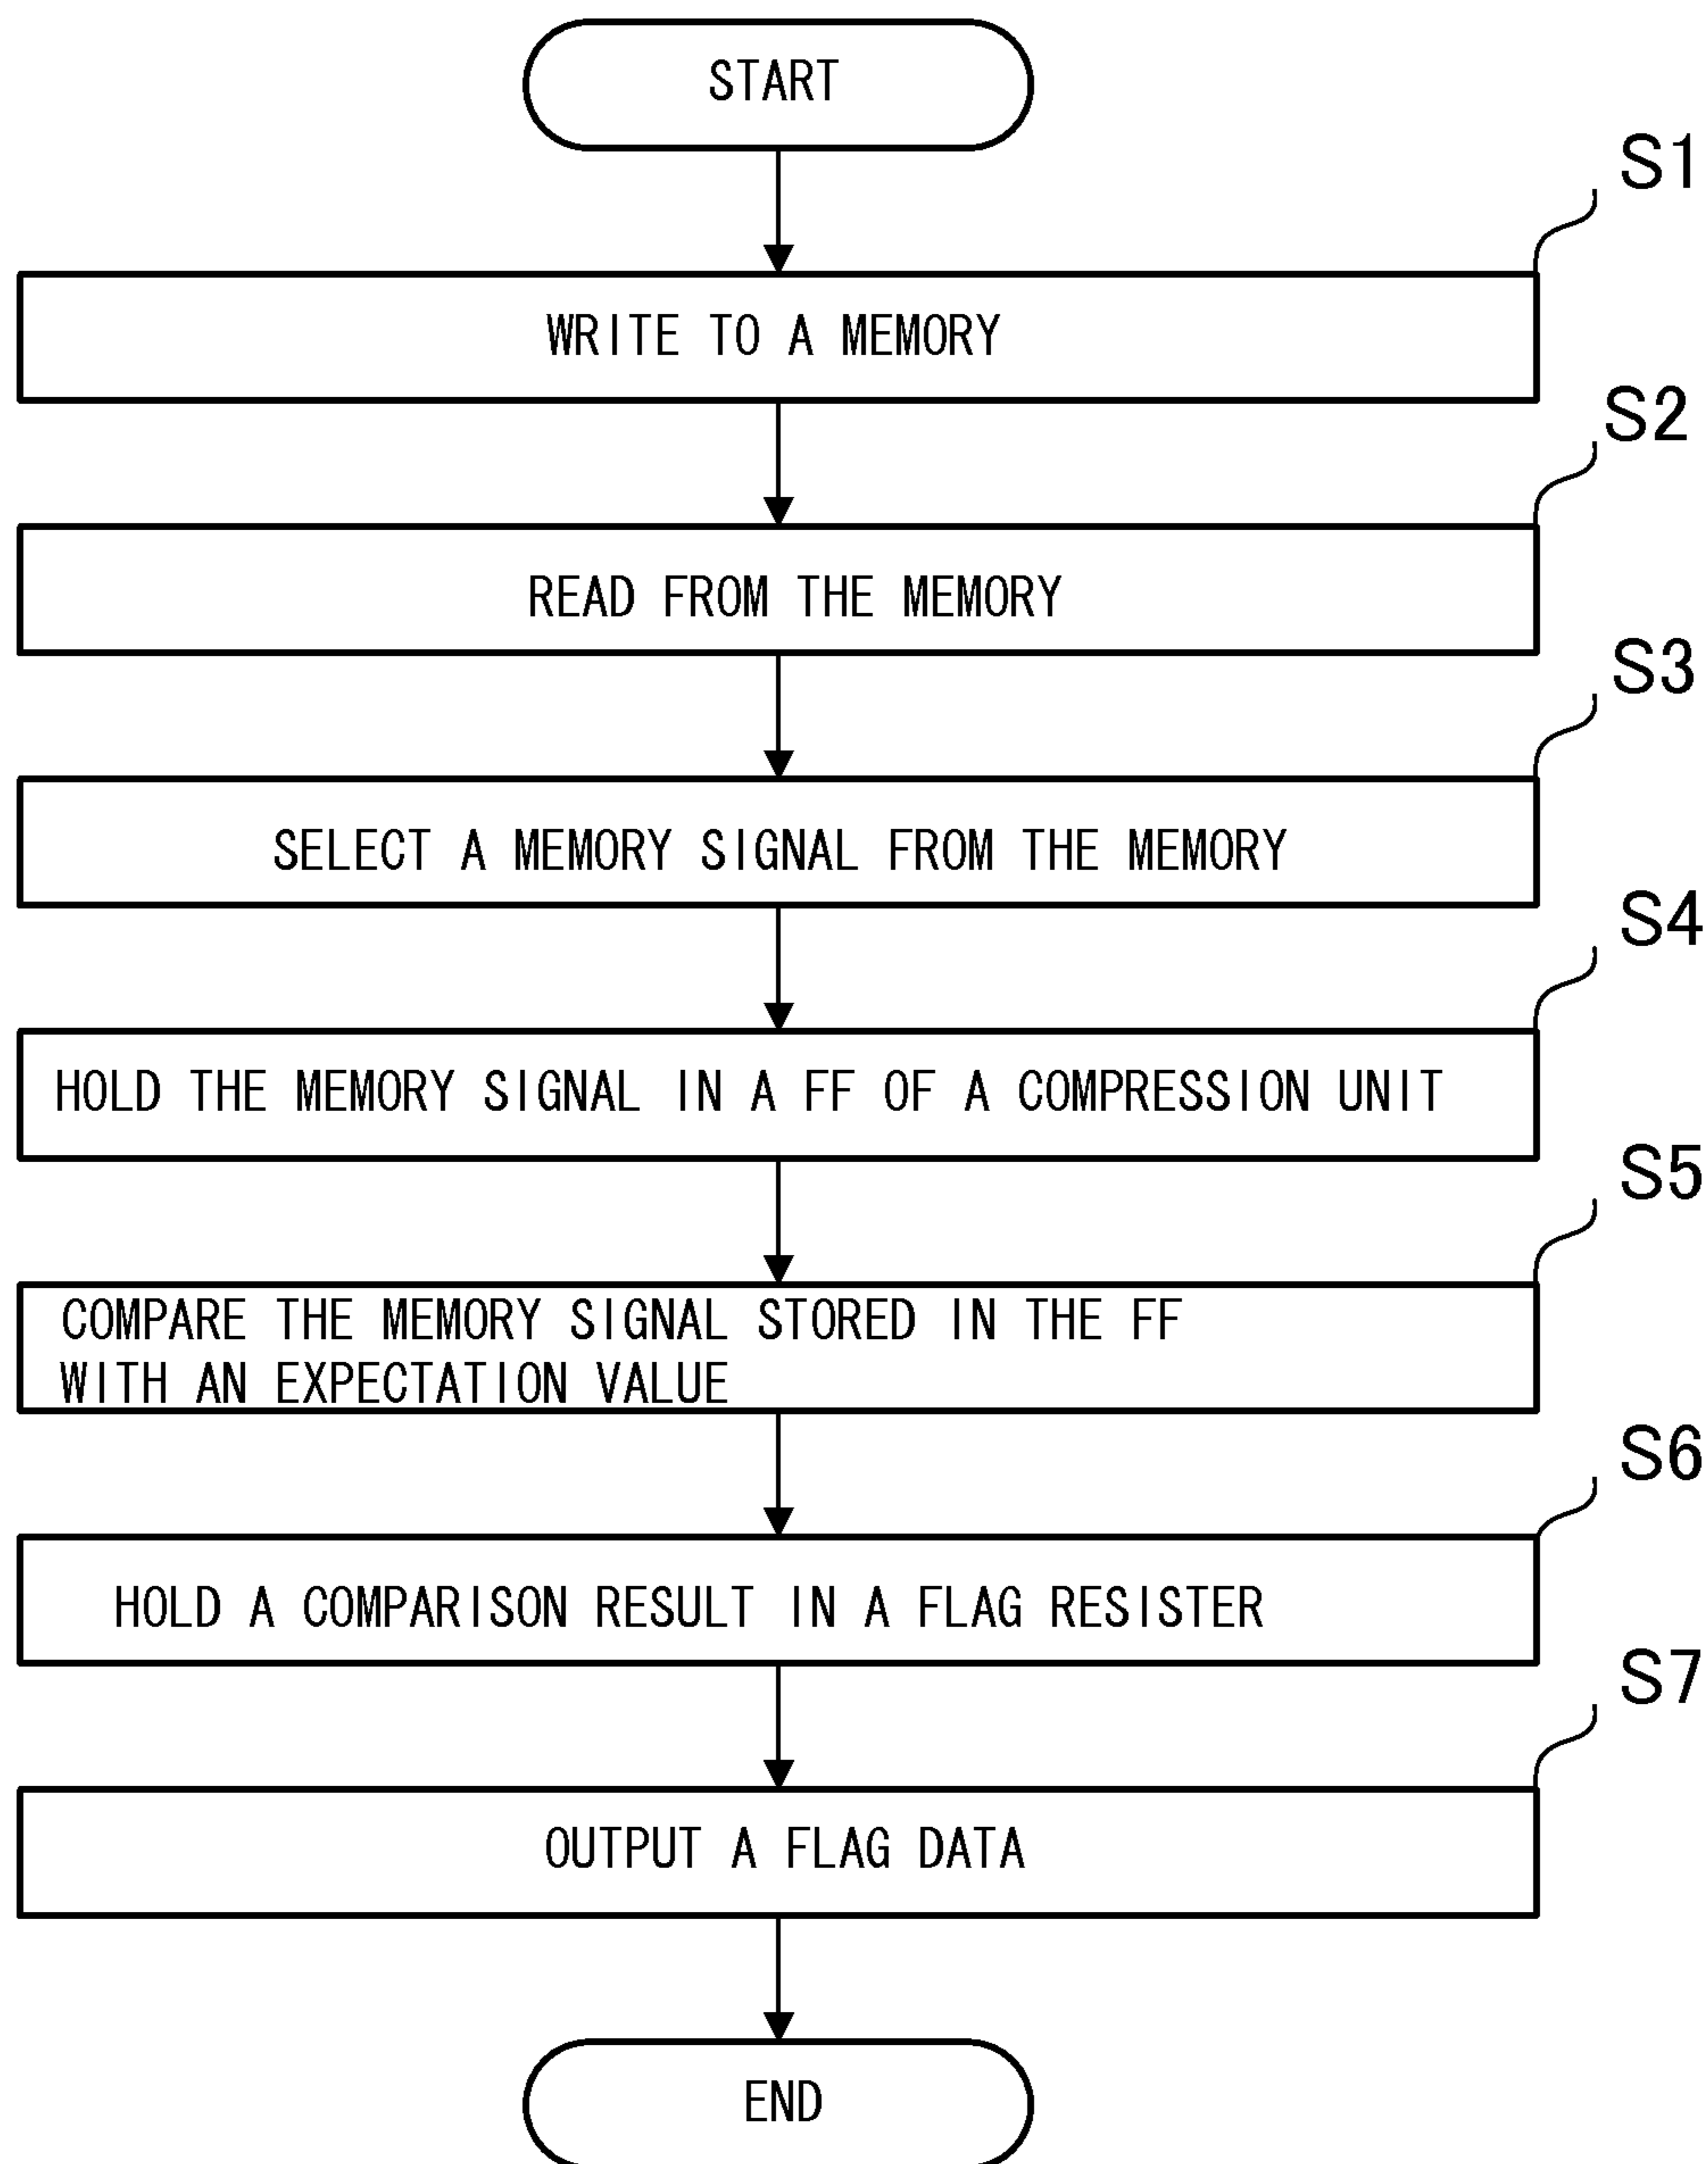 START
S1
WRITE TO A MEMORY
S2
READ FROM THE MEMORY
S3
SELECT A MEMORY SIGNAL FROM THE MEMORY
S4
HOLD THE MEMORY SIGNAL IN A FF OF A COMPRESSION UNIT
S5
COMPARE THE MEMORY SIGNAL STORED IN THE FF
WITH AN EXPECTATION VALUE
S6
HOLD A COMPARISON RESULT IN A FLAG RESISTER
S7
OUTPUT A FLAG DATA
END